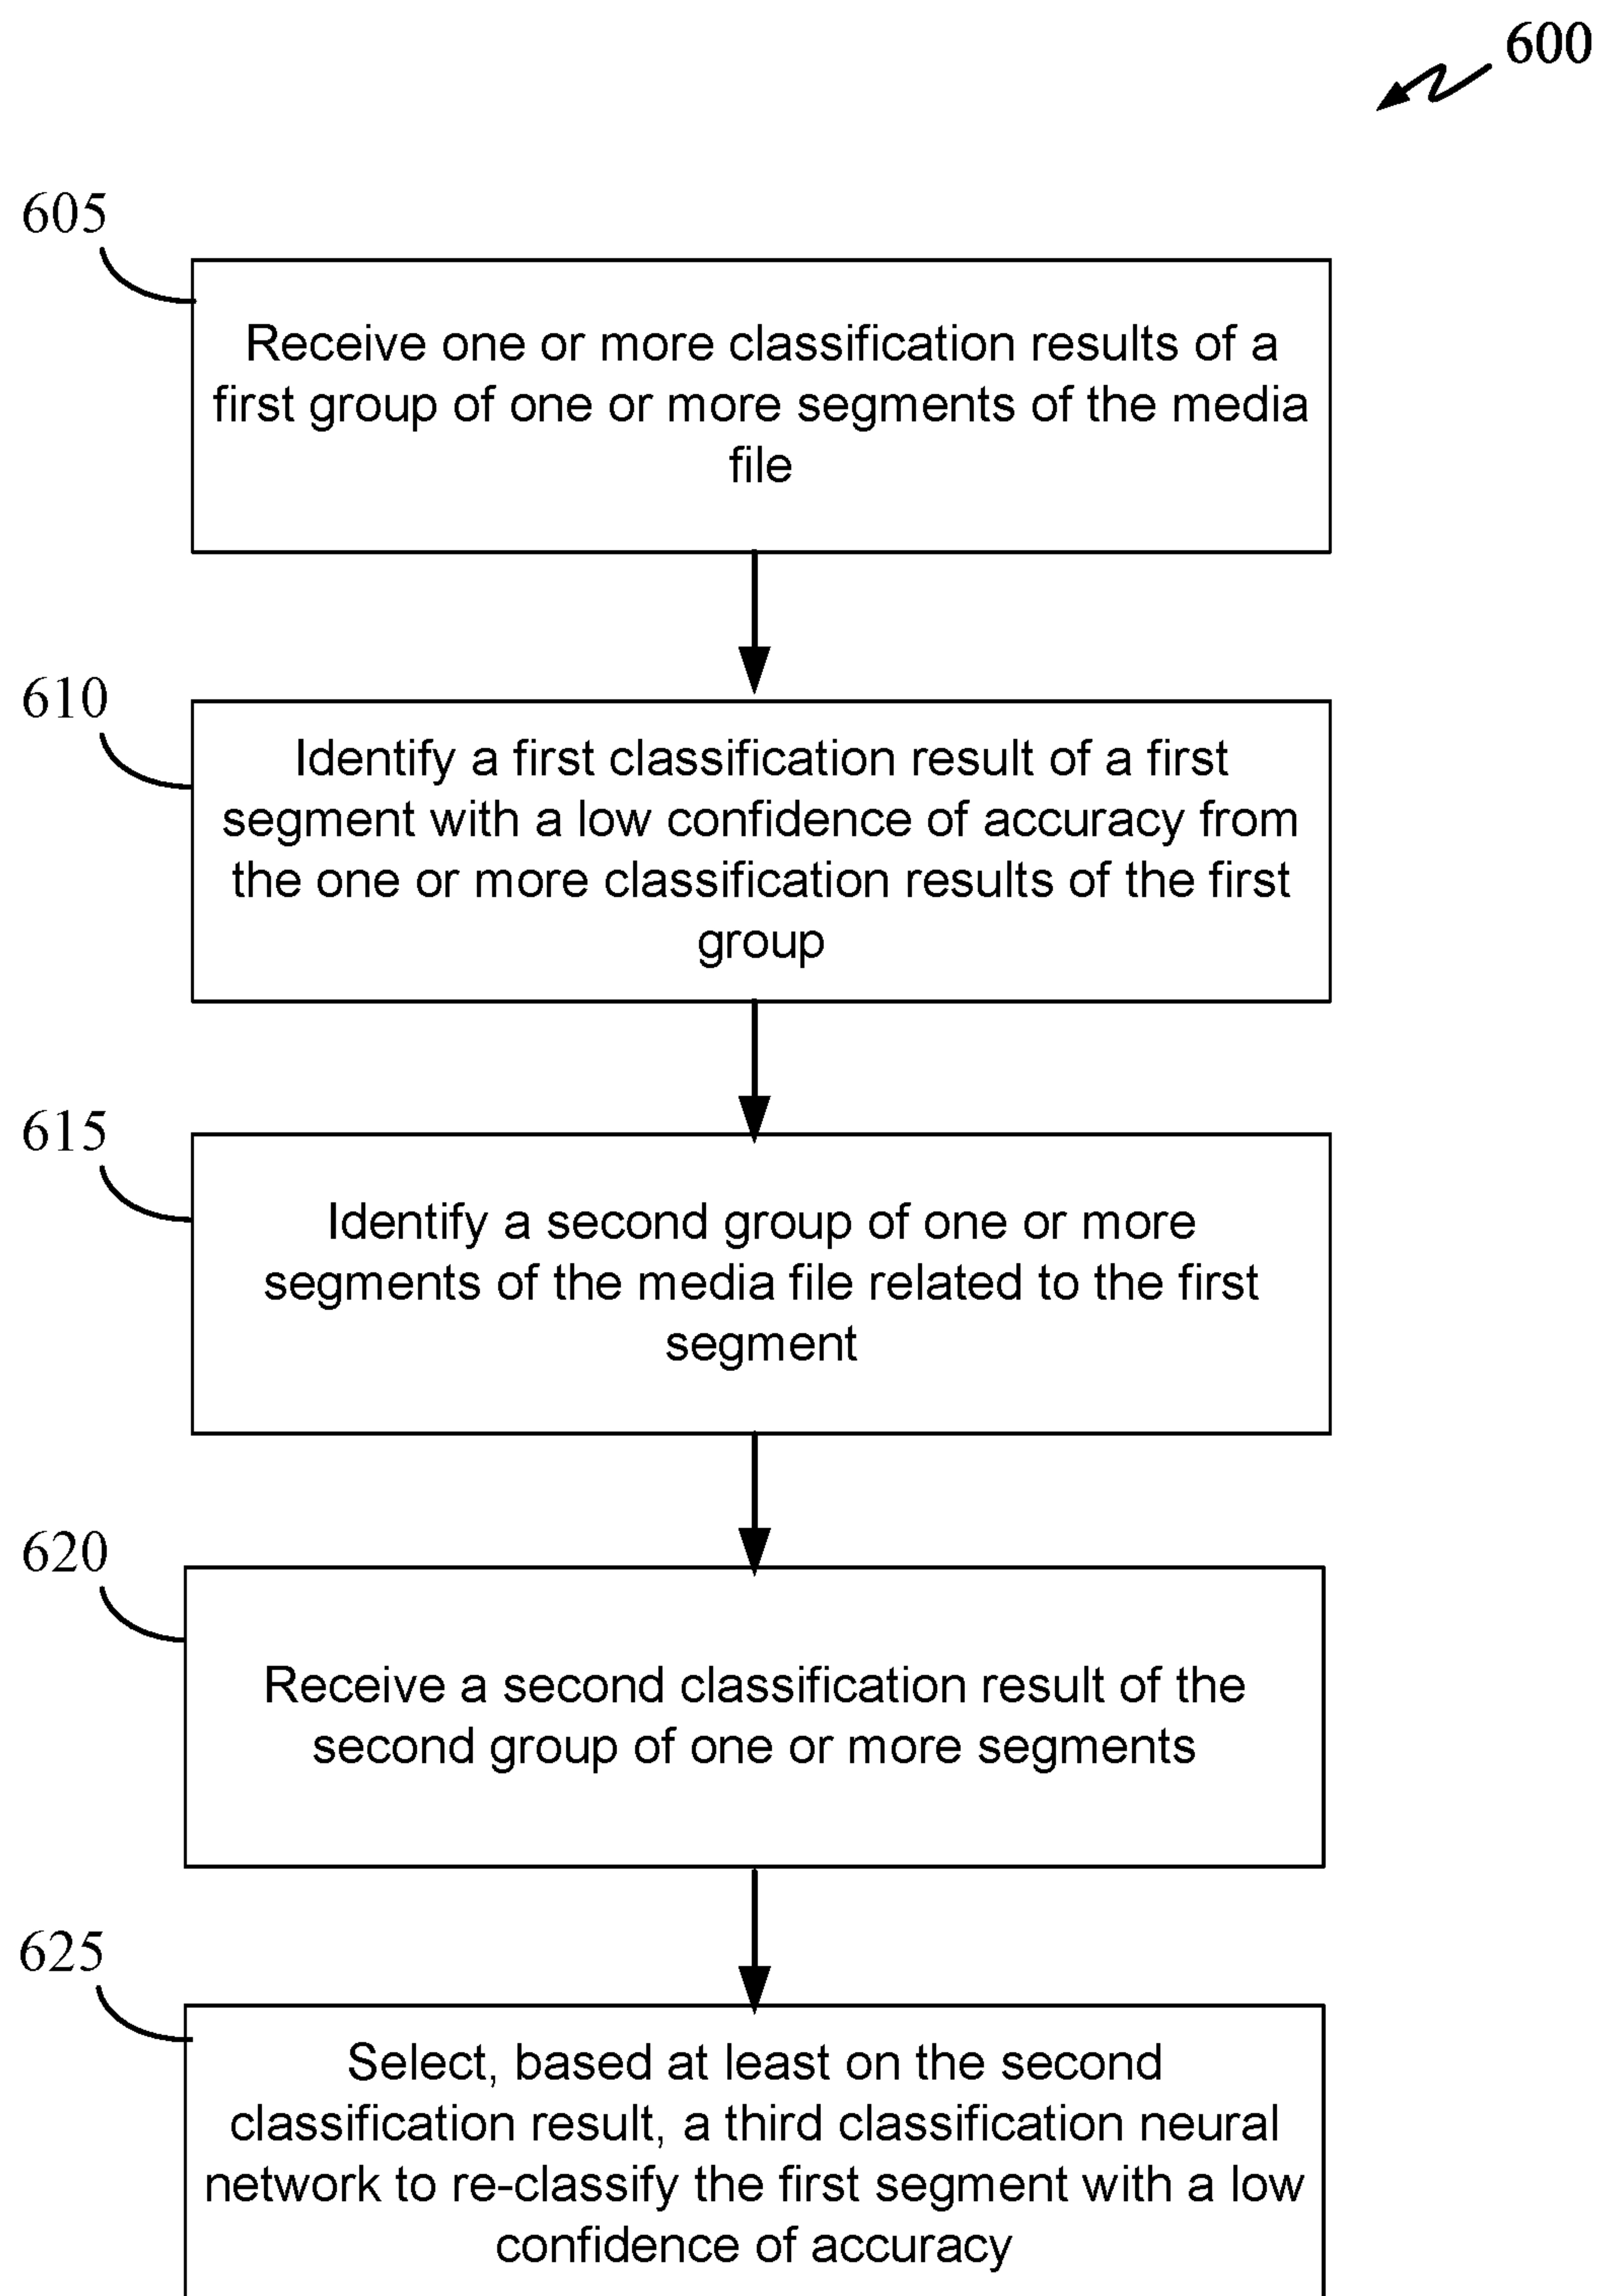 600
605
Receive one or more classification results of a
first group of one or more segments of the media
file
610
Identify a first classification result of a first
segment with a low confidence of accuracy from
the one or more classification results of the first
group
615
Identify a second group of one or more
segments of the media file related to the first
segment
620
Receive a second classification result of the
second group of one or more segments
625
Select, based at least on the second
classification result, a third classification neural
network to re-classify the first segment with a low
confidence of accuracy